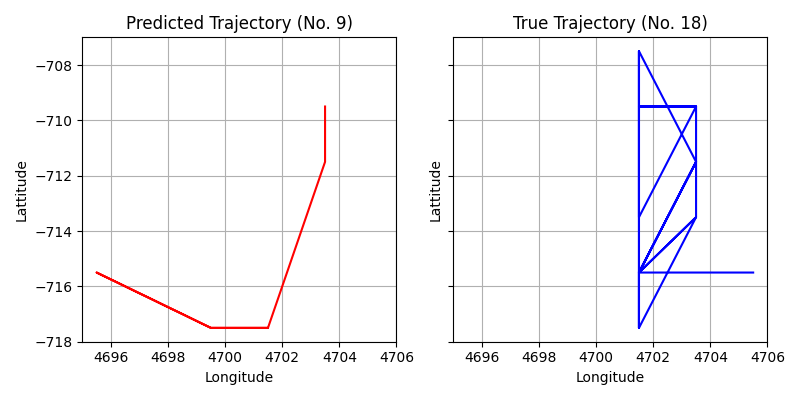 Predicted Trajectory (No. 9)
True Trajectory (No. 18)
−708
−710
−712
−714
−716
−718
Lattitude
Lattitude
4696 4698 4700 4702 4704 4706
4696 4698 4700 4702 4704 4706
Longitude
Longitude